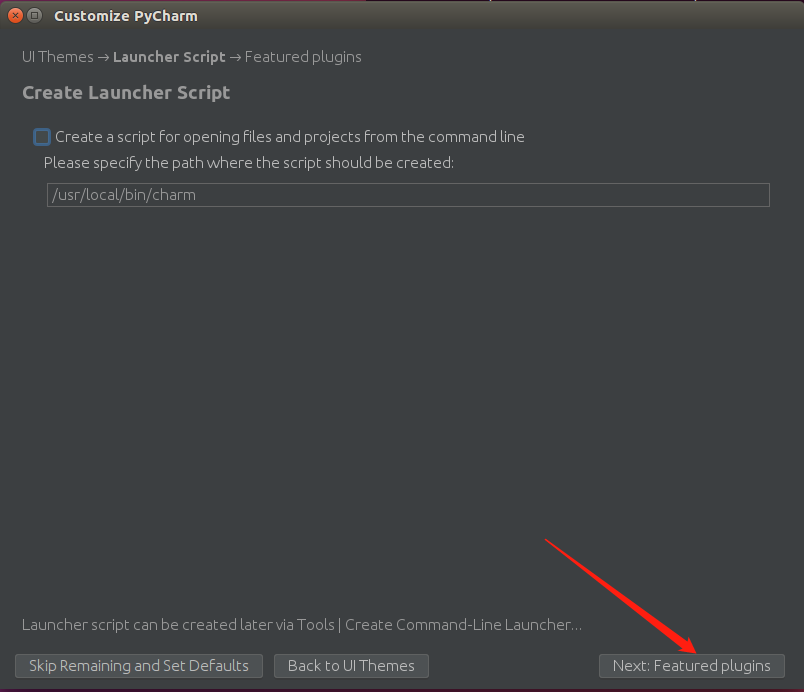 Customize PyCharm
UI Themes → Launcher Script → Featured plugins
Create Launcher Script
Create a script for opening files and projects from the command line
Please specify the path where the script should be created:
/usr/local/bin/charm
Launcher script can be created later via Tools | Create Command-Line Launcher...
Skip Remaining and Set Defaults Back to UI Themes Next: Featured plugins